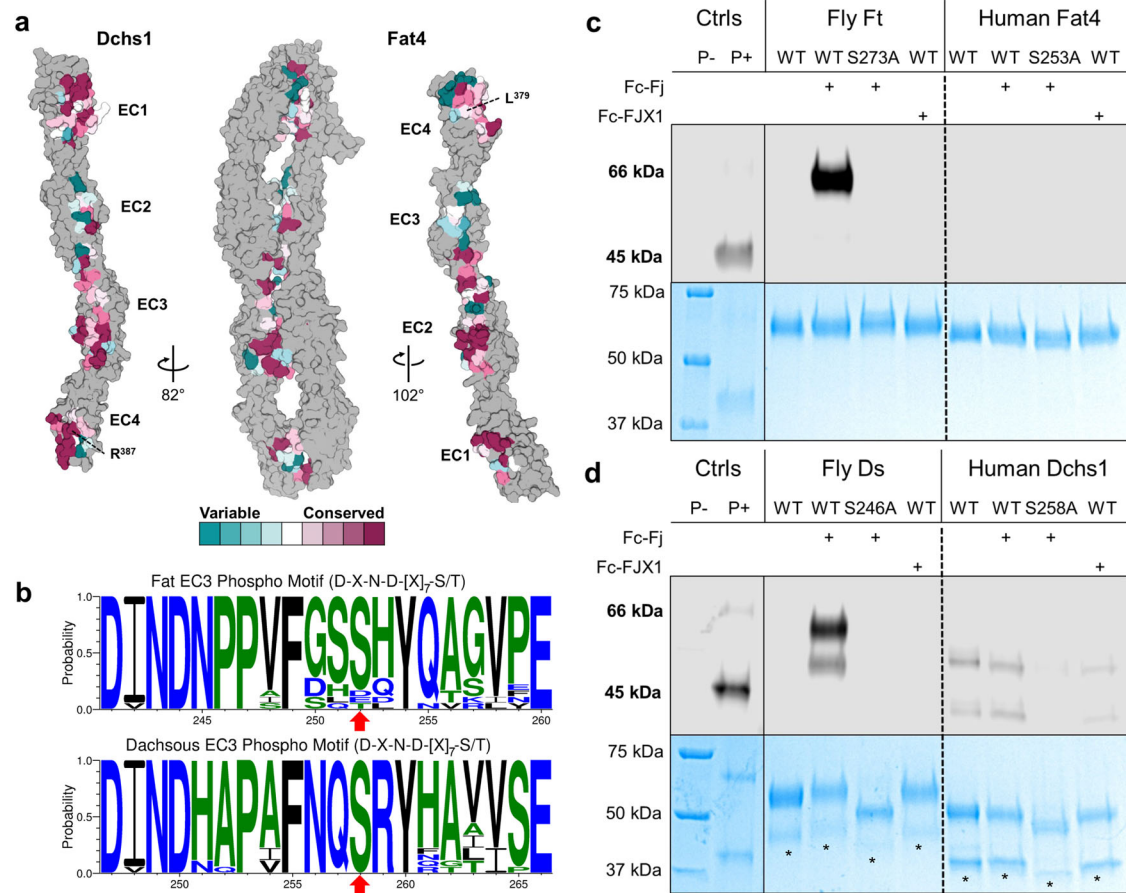 a
Dchs1
Fat4
EC1
EC2
EC3
EC4
R387
82°
EC4
L379
EC3
EC2
EC1
102°
Variable Conserved
b
Fat EC3 Phospho Motif (D-X-N-D-[X]7-S/T)
Probability
1.0
0.5
0.0
DINDNPPVFGSSHYQAGVPE
245 250 255 260
Dachsous EC3 Phospho Motif (D-X-N-D-[X]7-S/T)
Probability
1.0
0.5
0.0
DINDHAPAFNQSRYHAVVSE
250 255 260 265
c
Ctrls Fly Ft Human Fat4
P- P+ WT WT S273A WT WT WT S253A WT
Fc-Fj + + + +
Fc-FJX1 + +
66 kDa
45 kDa
75 kDa
50 kDa
37 kDa
d
Ctrls Fly Ds Human Dchs1
P- P+ WT WT S246A WT WT WT S258A WT
Fc-Fj + + + +
Fc-FJX1 + +
66 kDa
45 kDa
75 kDa
50 kDa
37 kDa
* * * * * * * *